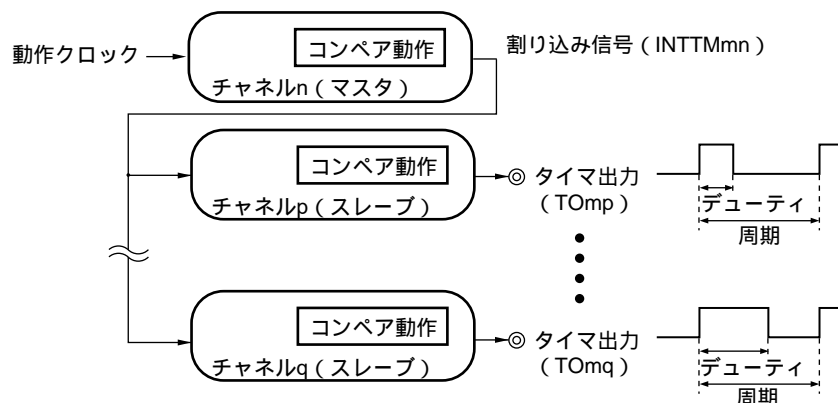 動作クロック
コンペア動作
チャネルn(マスタ)
割り込み信号(INTTMmn)
コンペア動作
チャネルp(スレーブ)
タイマ出力
(TOmp)
デューティ
周期
コンペア動作
チャネルq(スレーブ)
タイマ出力
(TOmq)
デューティ
周期